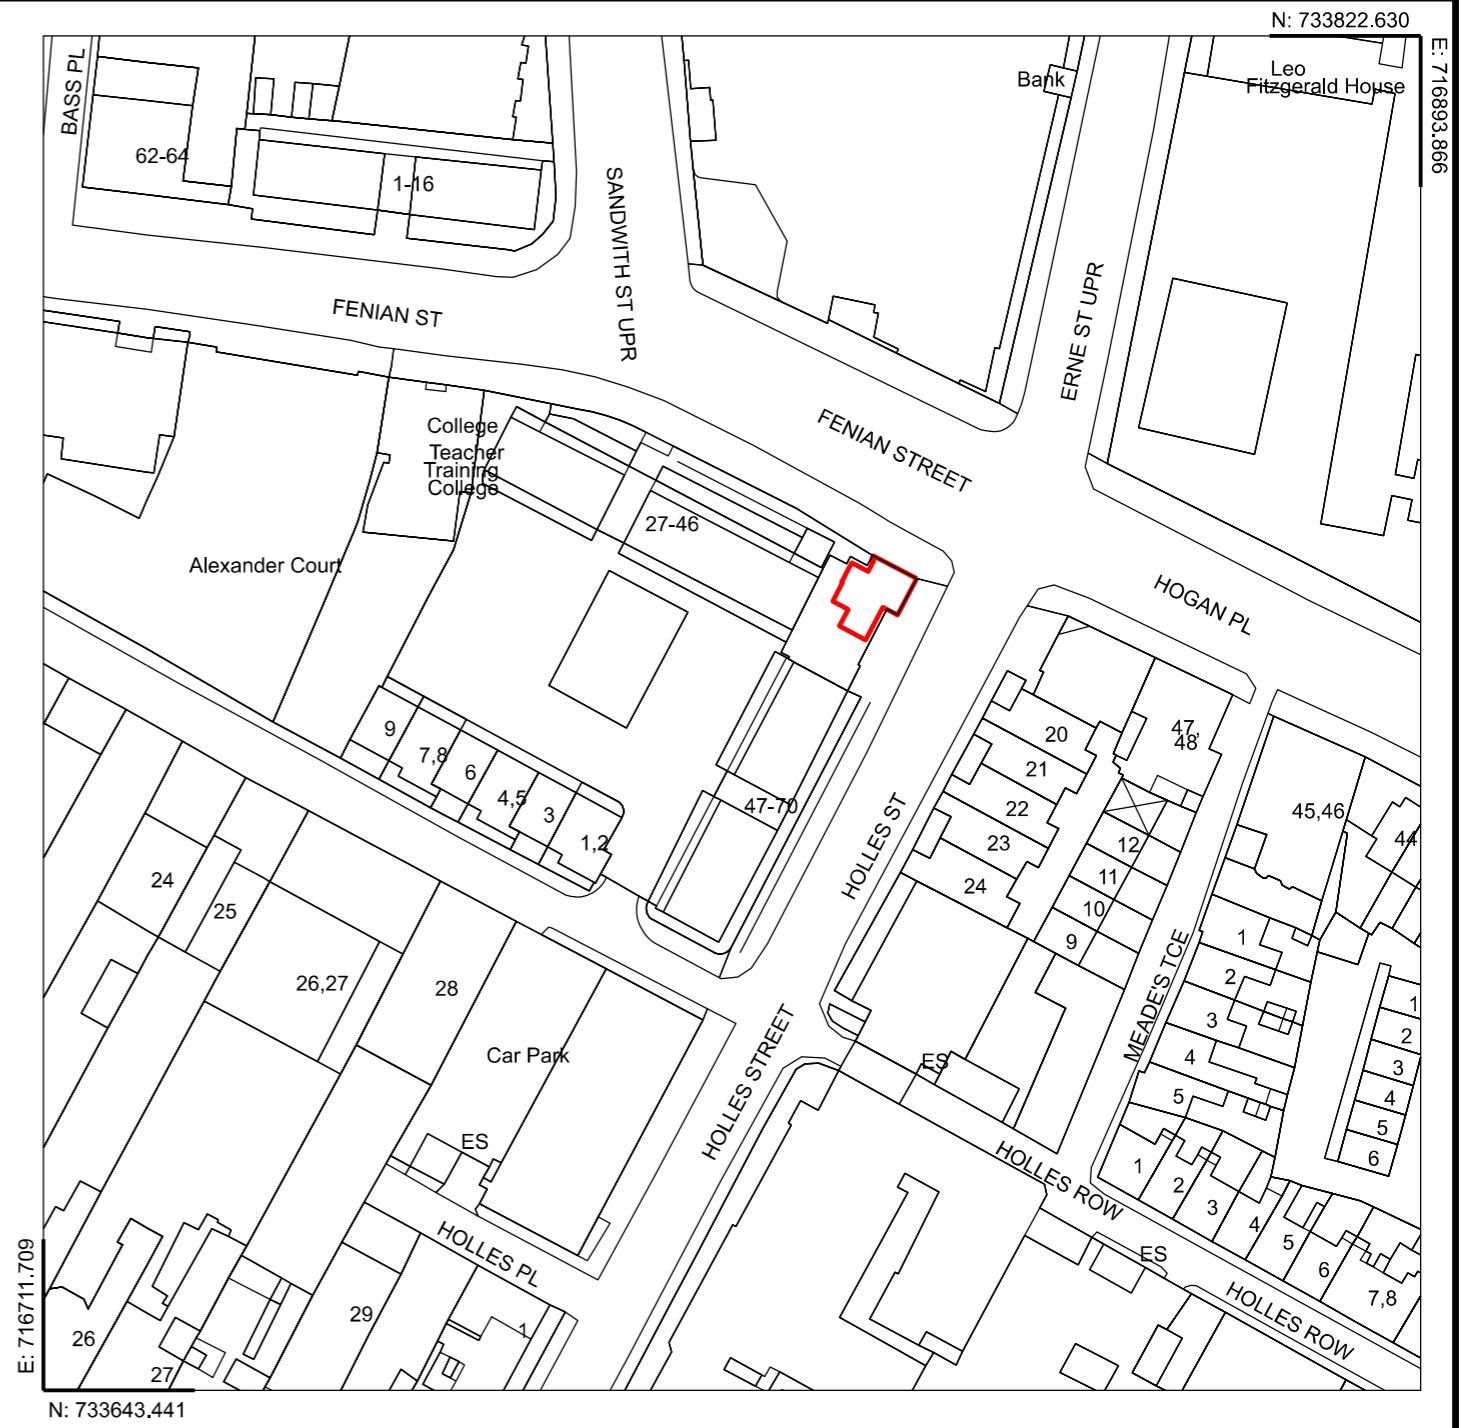 N: 733822.630
E: 716893.866
BASS PL
62-64
1-16
SANDWITH ST UPR
Bank
Leo
Fitzgerald House
ERNE ST UPR
FENIAN ST
FENIAN STREET
College
Teacher
Training
College
27-46
Alexander Court
HOGAN PL
9
7,8
6
4,5
3
1,2
47-70
HOLLES ST
20
21
22
23
24
47,
48
12
11
10
9
45,46
44
24
25
26,27
28
Car Park
ES
HOLLES STREET
ES
MEADE'S TCE
1
2
3
4
5
1
2
3
4
5
6
HOLLES ROW
1
2
3
4
5
6
7,8
ES
HOLLES ROW
HOLLES PL
29
1
26
27
E: 716711.709
N: 733643.441